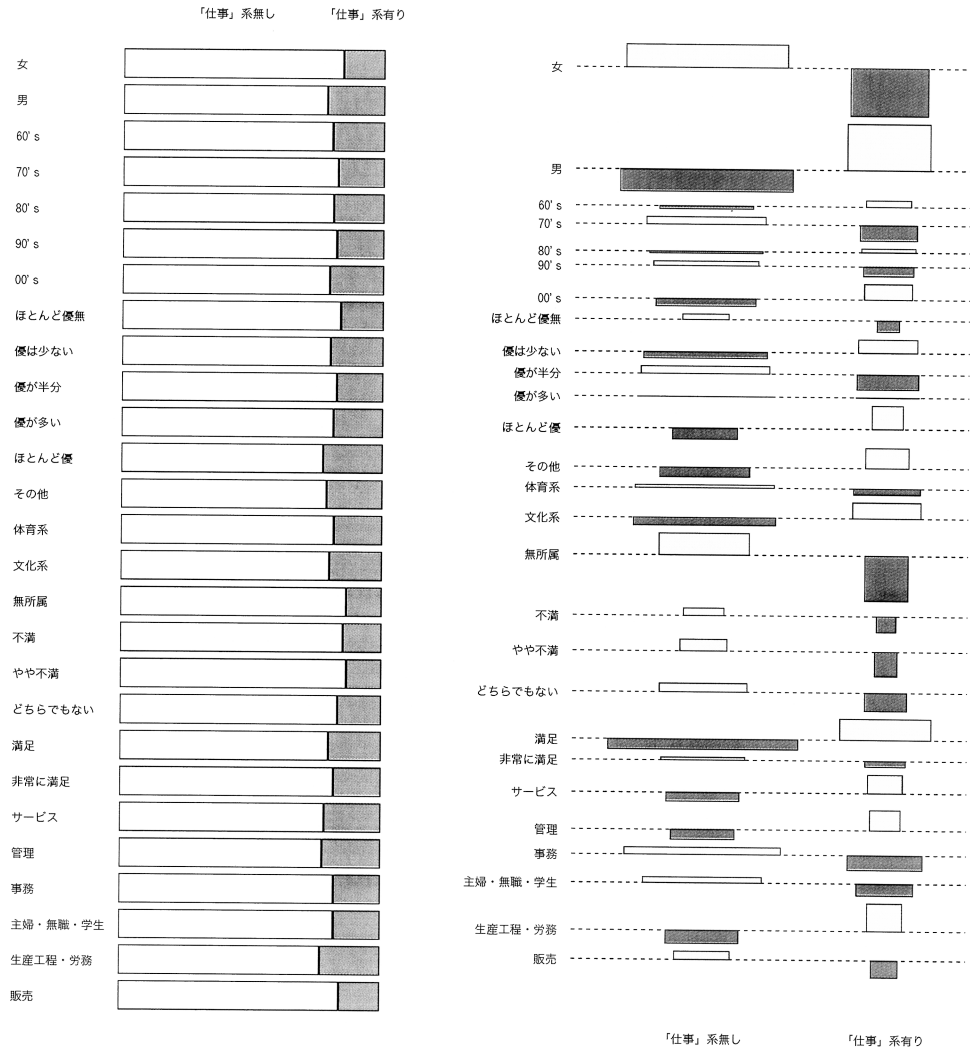 「仕事」系無し 「仕事」系有り
女
男
60's
70's
80's
90's
00's
ほとんど優無
優は少ない
優が半分
優が多い
ほとんど優
その他
体育系
文化系
無所属
不満
やや不満
どちらでもない
満足
非常に満足
サービス
管理
事務
主婦・無職・学生
生産工程・労務
販売
女
男
60's
70's
80's
90's
00's
ほとんど優無
優は少ない
優が半分
優が多い
ほとんど優
その他
体育系
文化系
無所属
不満
やや不満
どちらでもない
満足
非常に満足
サービス
管理
事務
主婦・無職・学生
生産工程・労務
販売
「仕事」系無し 「仕事」系有り